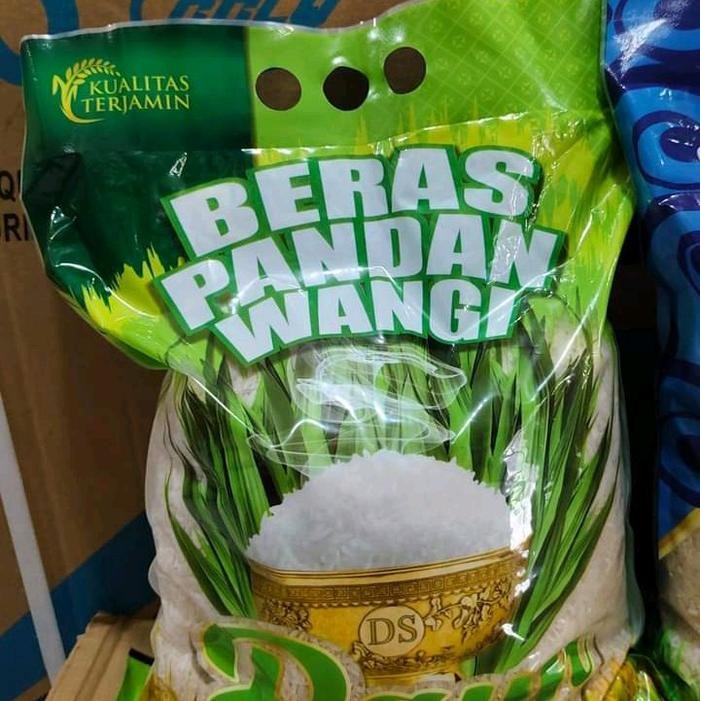 KUALITAS
TERJAMIN
BERAS
PANDAN
WANGI
DS